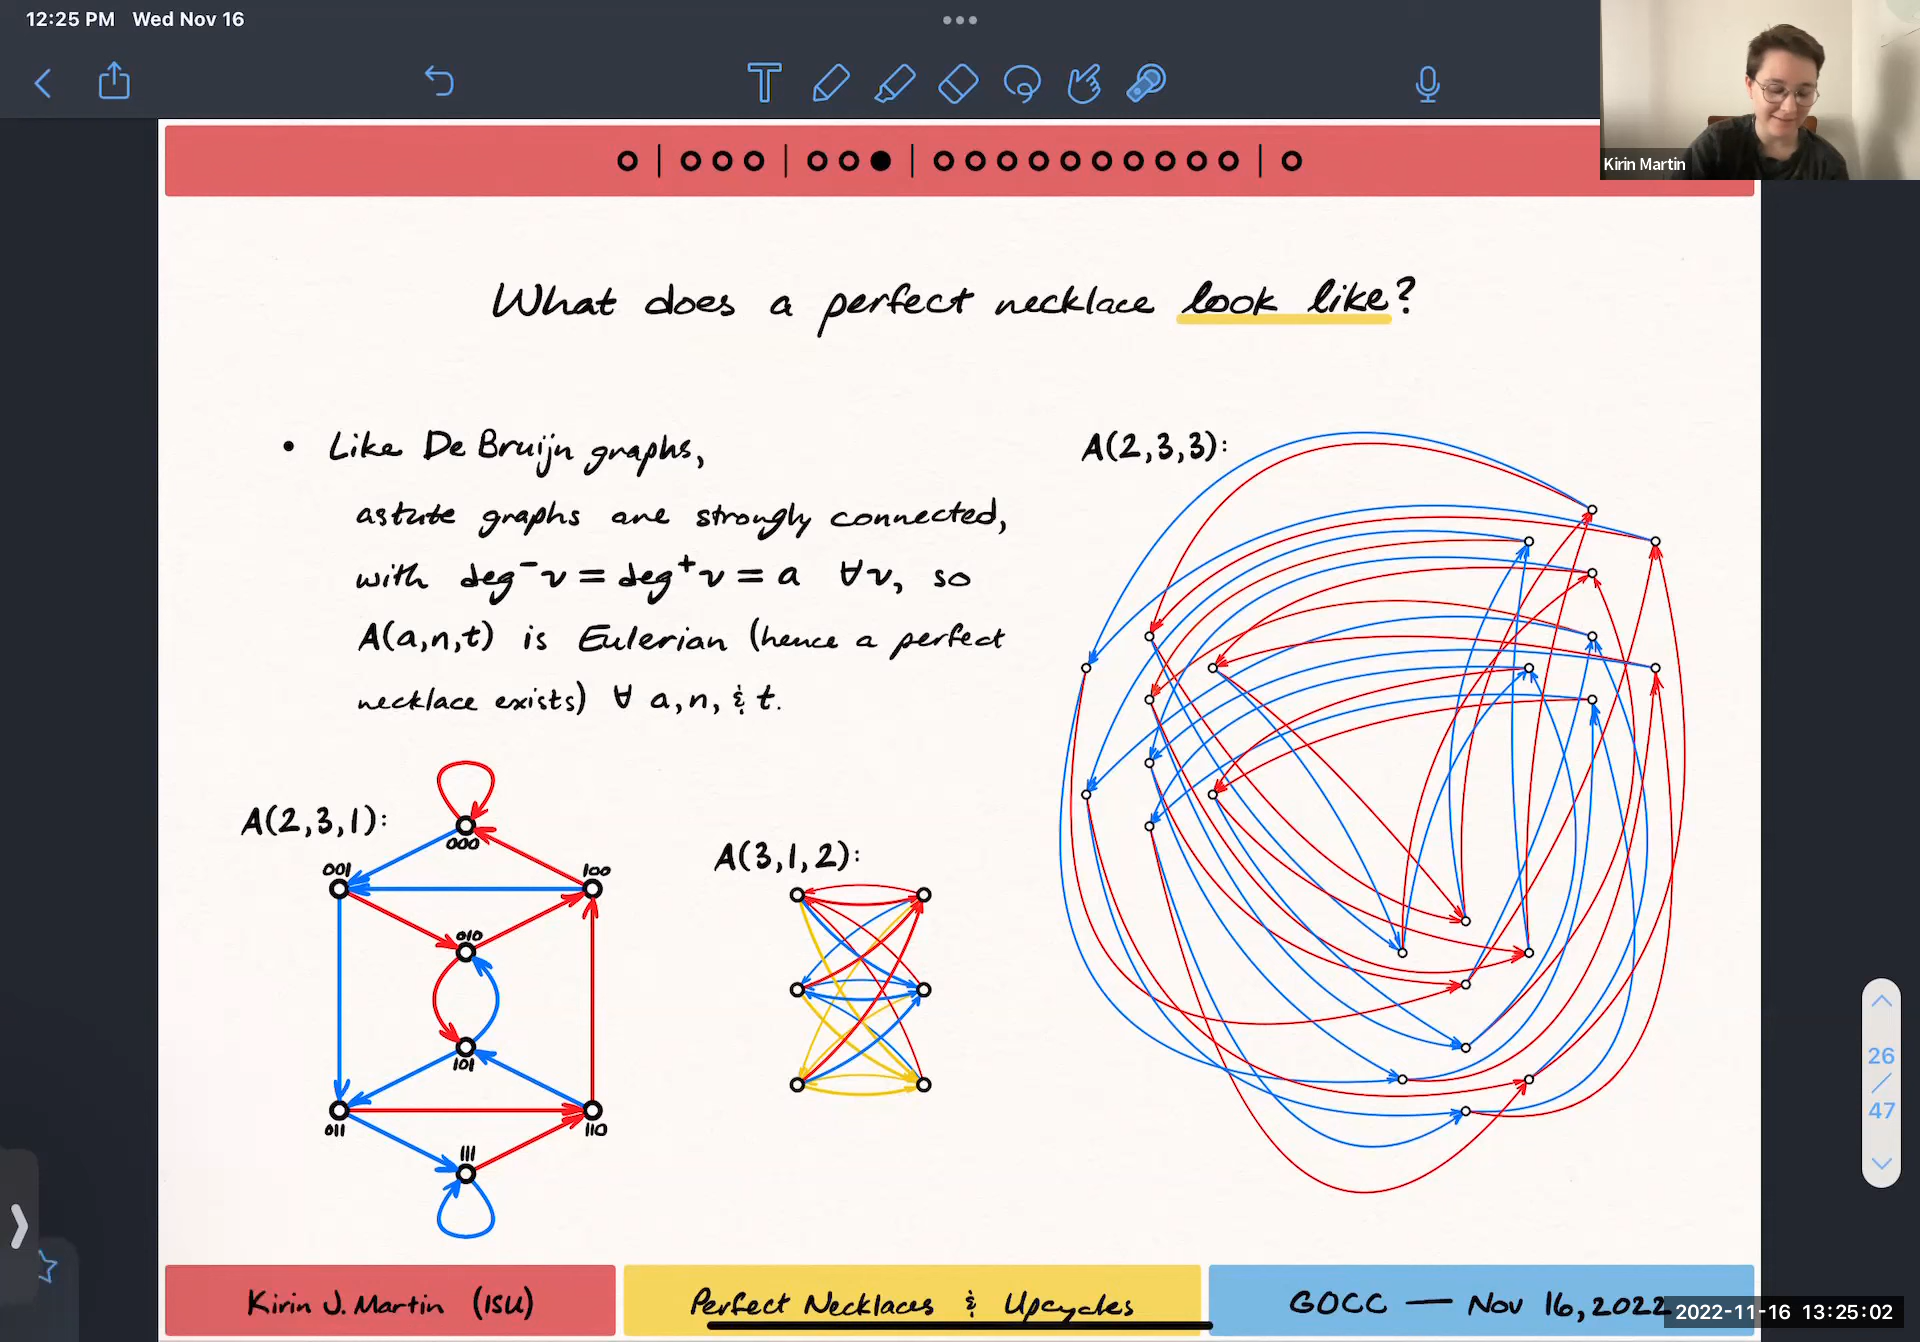 12:25 PM Wed Nov 16
Kirin Martin
What does a perfect necklace look like?
• Like De Bruijn graphs,
astute graphs are strongly connected,
with deg⁻v = deg⁺v = a ∀v, so
A(a,n,t) is Eulerian (hence a perfect
necklace exists) ∀ a,n, & t.
A(2,3,3):
A(2,3,1):
000
001
100
010
101
011
110
111
A(3,1,2):
26
/
47
Kirin J. Martin (ISU)
Perfect Necklaces & Upcycles
GOCC — Nov 16, 2022
2022-11-16 13:25:02